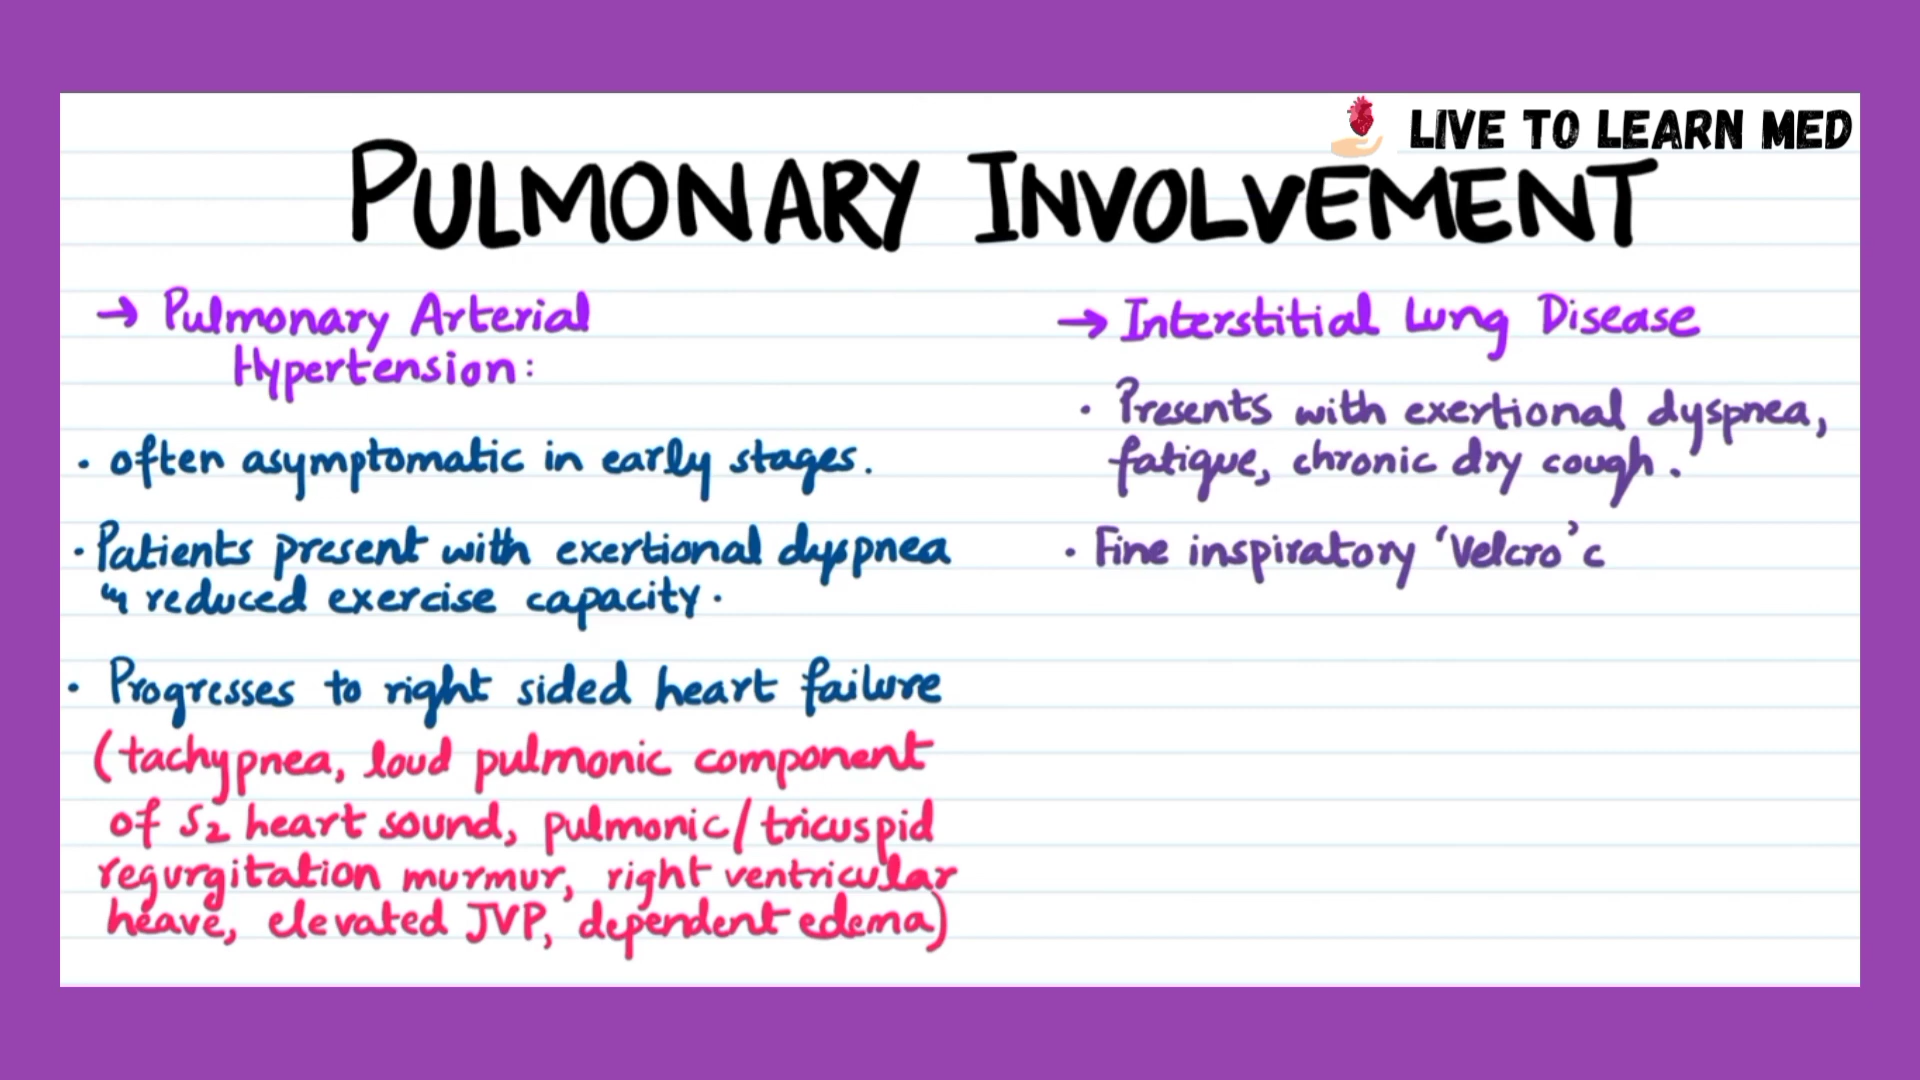 LIVE TO LEARN MED
PULMONARY INVOLVEMENT
→ Pulmonary Arterial
Hypertension:
• often asymptomatic in early stages.
• Patients present with exertional dyspnea
↳ reduced exercise capacity.
• Progresses to right sided heart failure
(tachypnea, loud pulmonic component
of S2 heart sound, pulmonic/tricuspid
regurgitation murmur, right ventricular
heave, elevated JVP, dependent edema)
→ Interstitial Lung Disease
• Presents with exertional dyspnea,
fatigue, chronic dry cough.
• Fine inspiratory 'Velcro' c